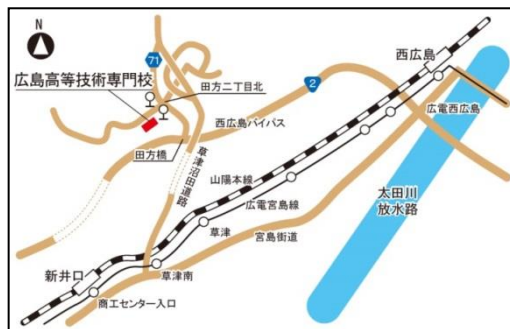 N
71
西広島
広島高等技術専門校
田方二丁目北
2
広電西広島
西広島バイパス
田方橋
草津沼田道路
山陽本線
太田川
放水路
広電宮島線
草津
宮島街道
新井口
草津南
商工センター入口